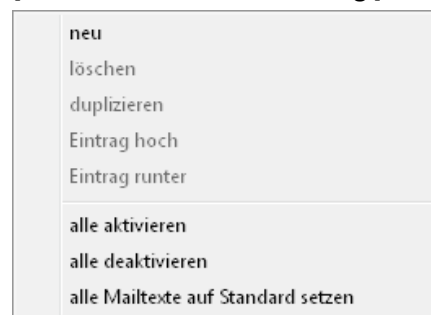 neu
löschen
duplizieren
Eintrag hoch
Eintrag runter
alle aktivieren
alle deaktivieren
alle Mailtexte auf Standard setzen